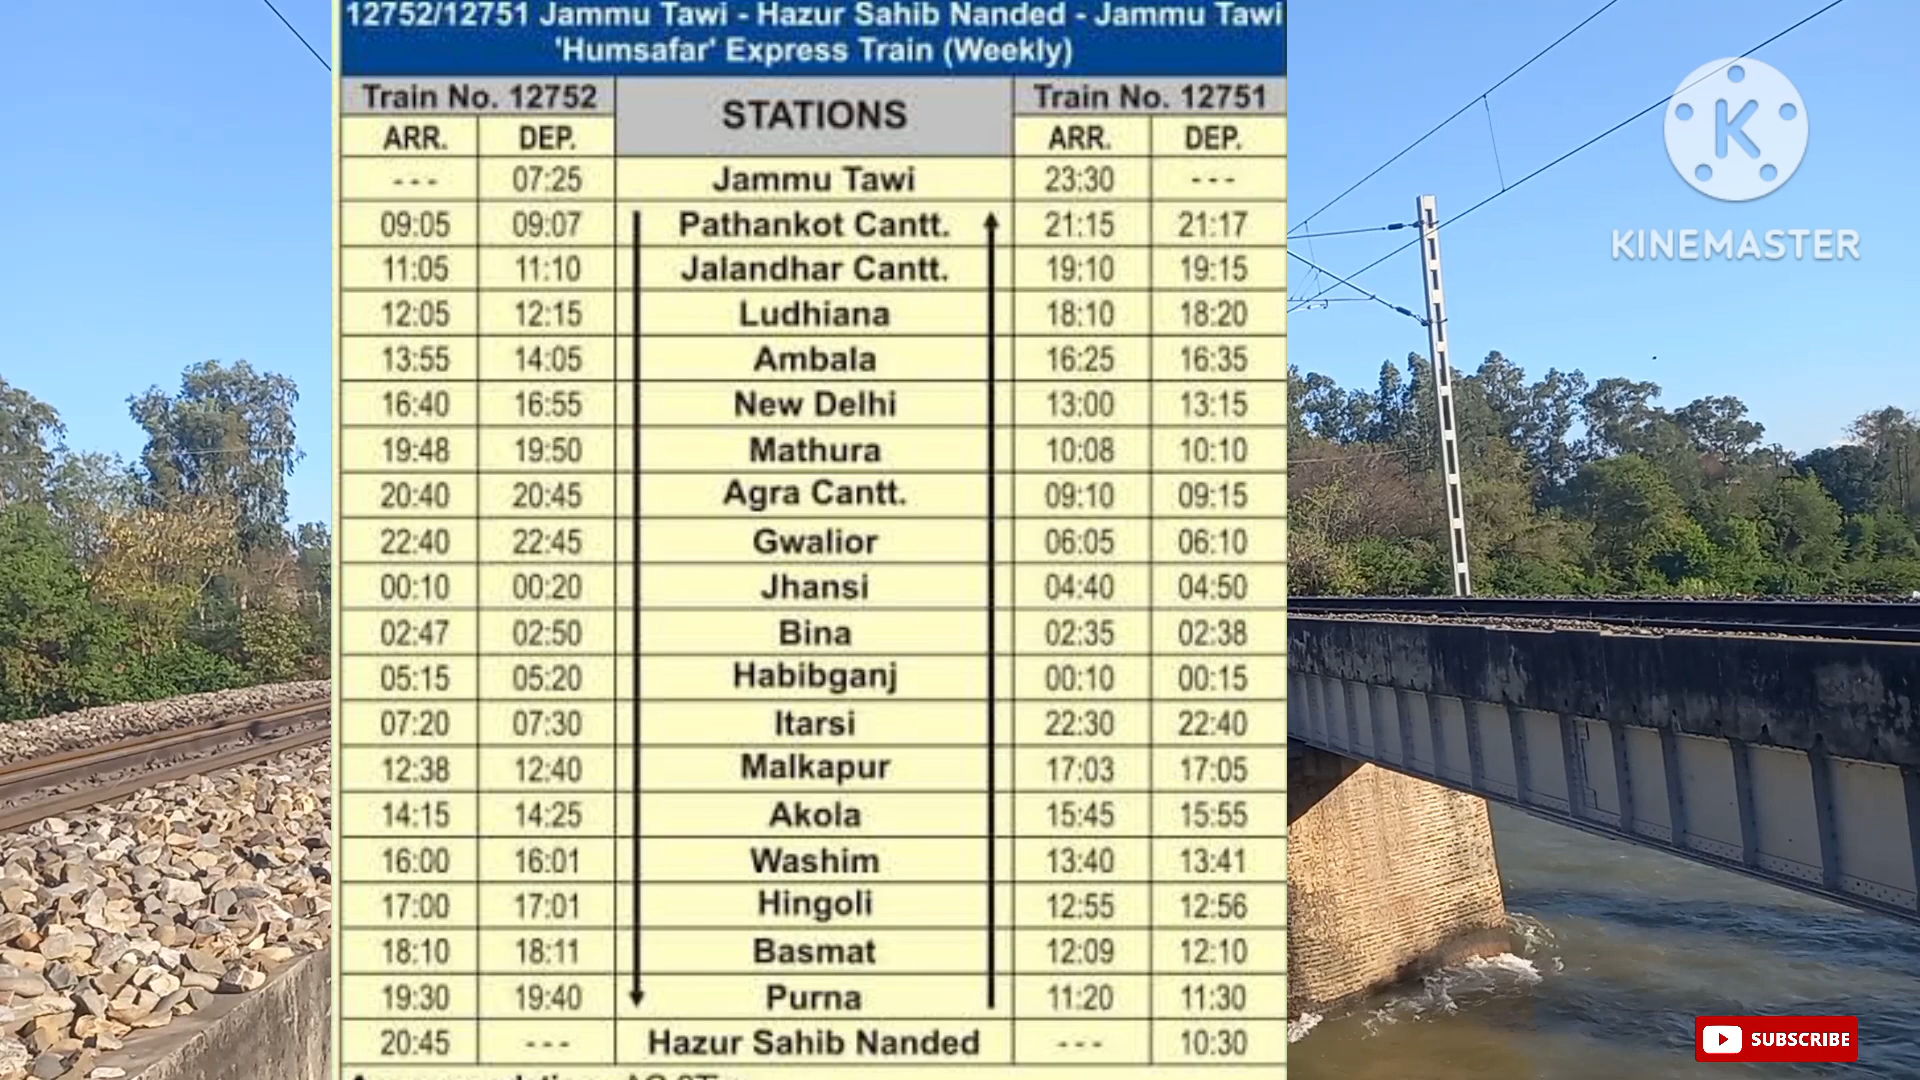 12752/12751 Jammu Tawi - Hazur Sahib Nanded - Jammu Tawi
'Humsafar' Express Train (Weekly)
Train No. 12752 STATIONS Train No. 12751
ARR. DEP. ARR. DEP.
- - - 07:25 Jammu Tawi 23:30 - - -
09:05 09:07 Pathankot Cantt. 21:15 21:17
11:05 11:10 Jalandhar Cantt. 19:10 19:15
12:05 12:15 Ludhiana 18:10 18:20
13:55 14:05 Ambala 16:25 16:35
16:40 16:55 New Delhi 13:00 13:15
19:48 19:50 Mathura 10:08 10:10
20:40 20:45 Agra Cantt. 09:10 09:15
22:40 22:45 Gwalior 06:05 06:10
00:10 00:20 Jhansi 04:40 04:50
02:47 02:50 Bina 02:35 02:38
05:15 05:20 Habibganj 00:10 00:15
07:20 07:30 Itarsi 22:30 22:40
12:38 12:40 Malkapur 17:03 17:05
14:15 14:25 Akola 15:45 15:55
16:00 16:01 Washim 13:40 13:41
17:00 17:01 Hingoli 12:55 12:56
18:10 18:11 Basmat 12:09 12:10
19:30 19:40 Purna 11:20 11:30
20:45 - - - Hazur Sahib Nanded - - - 10:30
K
KINEMASTER
SUBSCRIBE